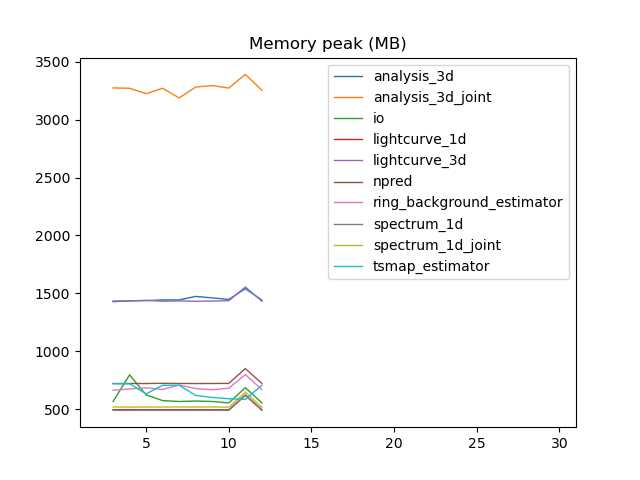 Memory peak (MB)
3500
3000
2500
2000
1500
1000
500
analysis_3d
analysis_3d_joint
io
lightcurve_1d
lightcurve_3d
npred
ring_background_estimator
spectrum_1d
spectrum_1d_joint
tsmap_estimator
5 10 15 20 25 30